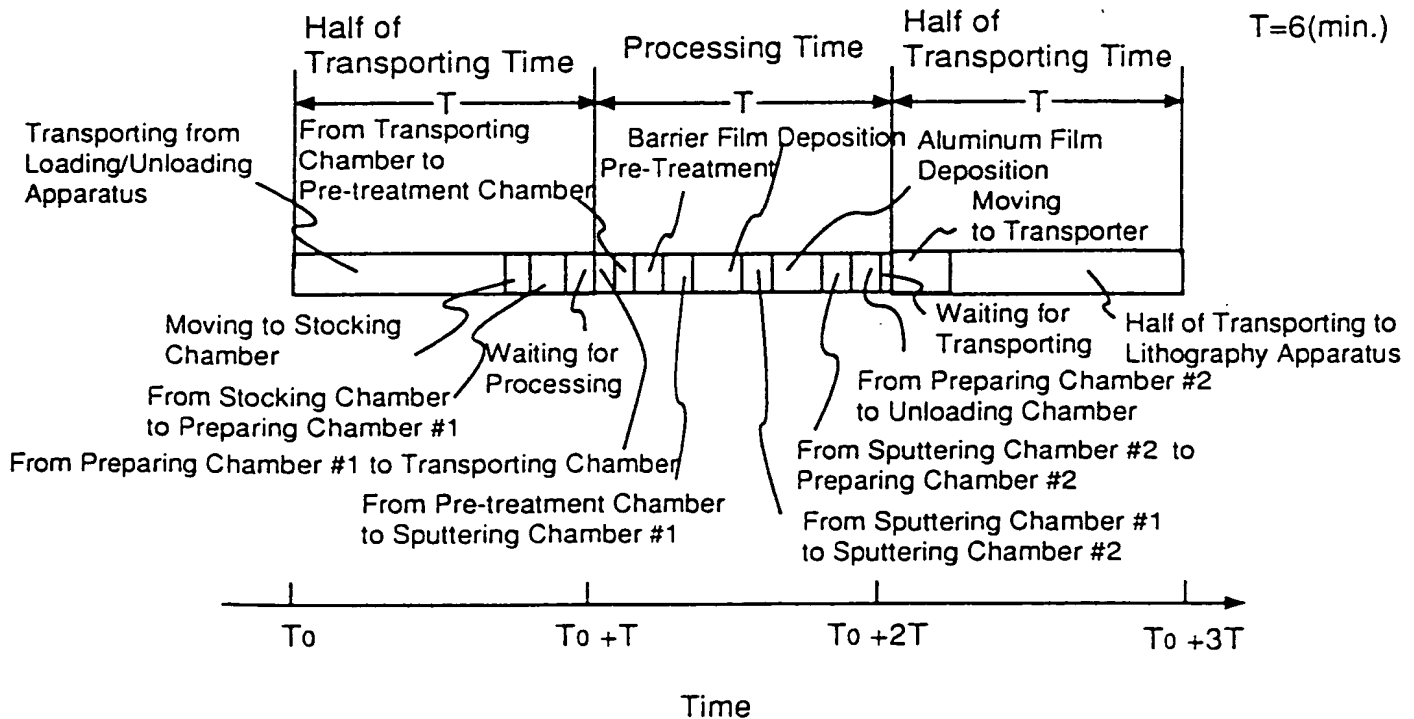 Half of
Transporting Time
Processing Time
Half of
Transporting Time
T=6(min.)
T
T
T
Transporting from
Loading/Unloading
Apparatus
From Transporting
Chamber to
Pre-treatment Chamber
Barrier Film Deposition
Pre-Treatment
Aluminum Film
Deposition
Moving
to Transporter
Moving to Stocking
Chamber
Waiting for
Processing
Waiting for
Transporting
Half of Transporting to
Lithography Apparatus
From Stocking Chamber
to Preparing Chamber #1
From Preparing Chamber #2
to Unloading Chamber
From Preparing Chamber #1 to Transporting Chamber
From Sputtering Chamber #2 to
Preparing Chamber #2
From Pre-treatment Chamber
to Sputtering Chamber #1
From Sputtering Chamber #1
to Sputtering Chamber #2
To
To +T
To +2T
To +3T
Time